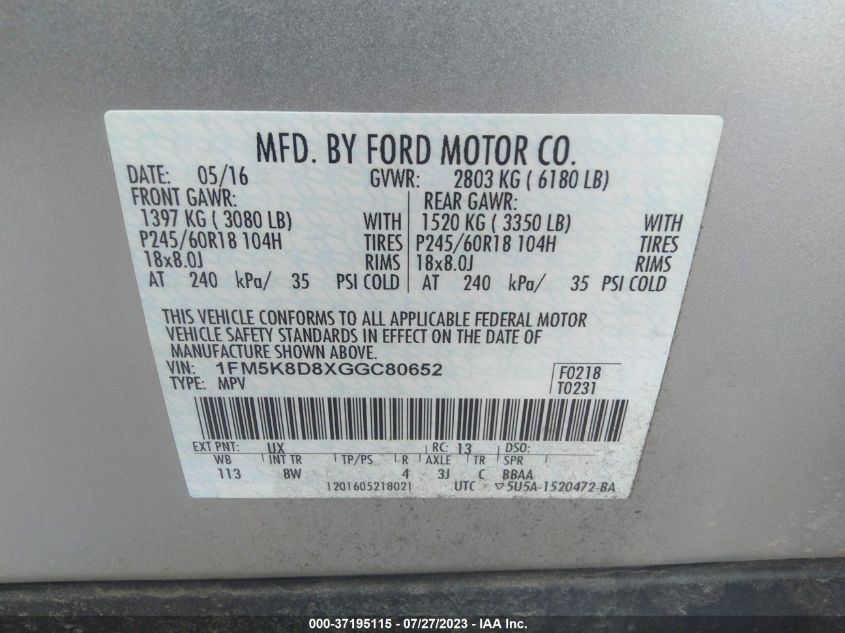 MFD. BY FORD MOTOR CO.
DATE: 05/16 GVWR: 2803 KG ( 6180 LB)
FRONT GAWR: REAR GAWR:
1397 KG ( 3080 LB) WITH 1520 KG ( 3350 LB) WITH
P245/60R18 104H TIRES P245/60R18 104H TIRES
18x8.0J RIMS 18x8.0J RIMS
AT 240 kPa/ 35 PSI COLD AT 240 kPa/ 35 PSI COLD
THIS VEHICLE CONFORMS TO ALL APPLICABLE FEDERAL MOTOR
VEHICLE SAFETY STANDARDS IN EFFECT ON THE DATE OF
MANUFACTURE SHOWN ABOVE.
VIN: 1FM5K8D8XGGC80652 F0218
TYPE: MPV T0231
EXT PNT: UX RC: 13 DSO:
WB INT TR TP/PS R AXLE TR SPR
113 8W 4 3J C BBAA
1201605218021 UTC ▽5U5A-1520472-BA
000-37195115 - 07/27/2023 - IAA Inc.